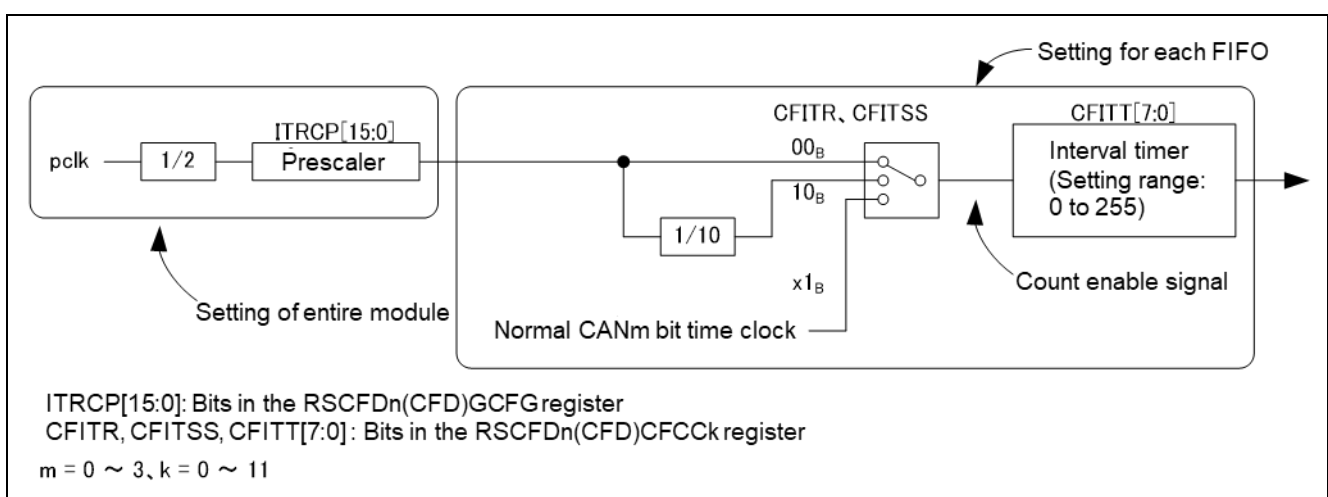 Setting for each FIFO
ITRCP[15:0]
CFITR、CFITSS
CFITT[7:0]
pclk
1/2
Prescaler
00B
10B
Interval timer
(Setting range:
0 to 255)
1/10
x1B
Count enable signal
Setting of entire module
Normal CANm bit time clock
ITRCP[15:0]: Bits in the RSCFDn(CFD)GCFG register
CFITR, CFITSS, CFITT[7:0] : Bits in the RSCFDn(CFD)CFCCk register
m = 0 ～ 3、k = 0 ～ 11